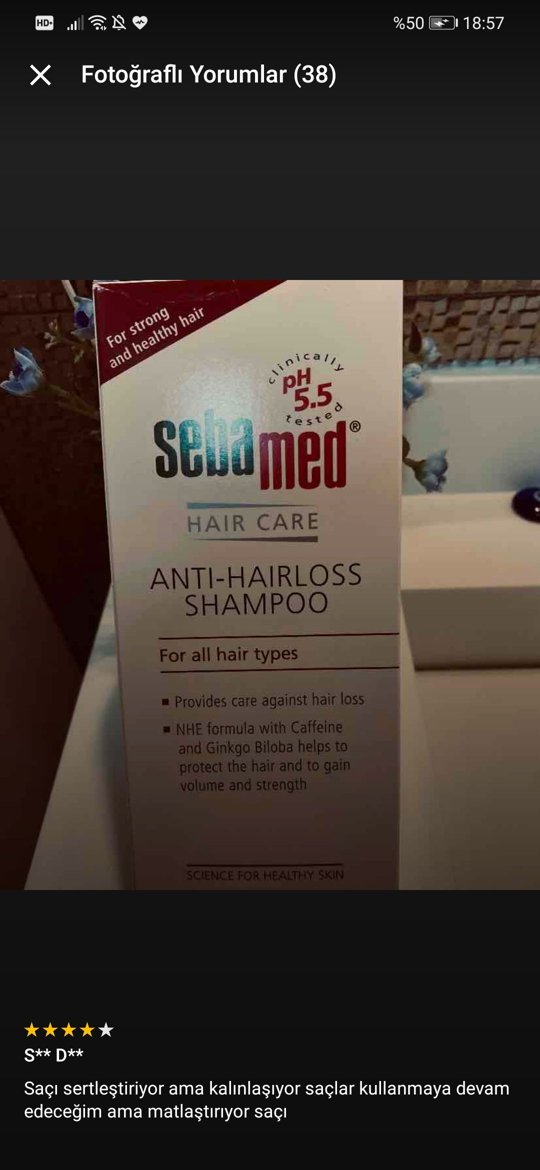 HD+
%50 18:57
Fotoğraflı Yorumlar (38)
For strong
and healthy hair
clinically
pH
5.5
tested
sebamed®
HAIR CARE
ANTI-HAIRLOSS
SHAMPOO
For all hair types
▪ Provides care against hair loss
▪ NHE formula with Caffeine
and Ginkgo Biloba helps to
protect the hair and to gain
volume and strength
SCIENCE FOR HEALTHY SKIN
S** D**
Saçı sertleştiriyor ama kalınlaşıyor saçlar kullanmaya devam
edeceğim ama matlaştırıyor saçı